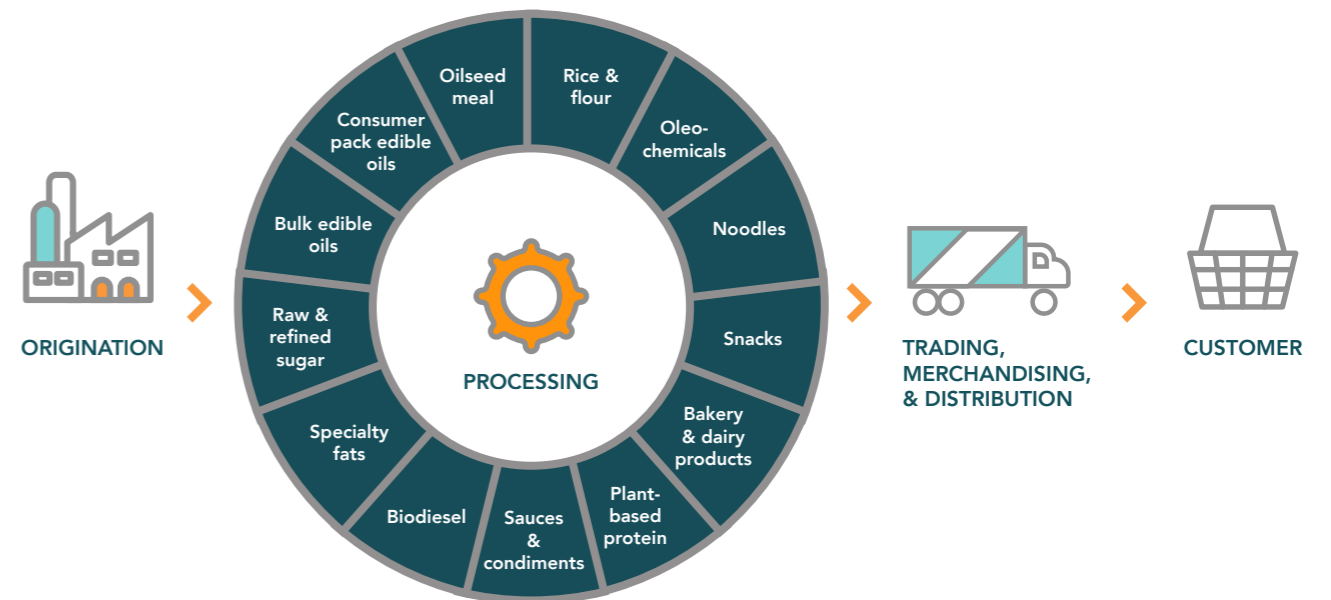 ORIGINATION
Oilseed
meal
Rice &
flour
Oleo-
chemicals
Noodles
Snacks
Bakery
& dairy
products
Plant-
based
protein
Sauces
&
condiments
Biodiesel
Specialty
fats
Raw &
refined
sugar
Bulk edible
oils
Consumer
pack edible
oils
PROCESSING
TRADING,
MERCHANDISING,
& DISTRIBUTION
CUSTOMER